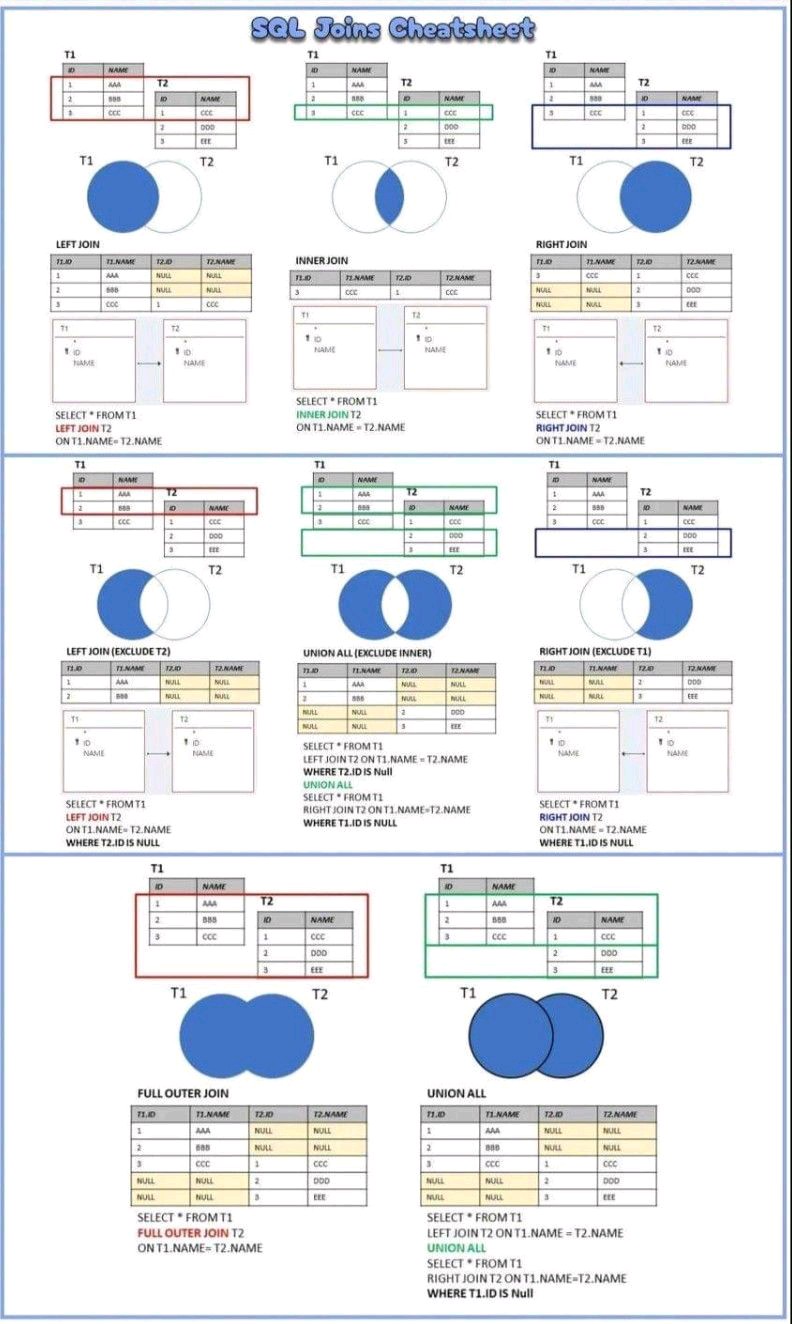 SQL Joins Cheatsheet
T1
ID NAME
1 AAA
2 BBB
3 CCC
T2
ID NAME
1 CCC
2 DDD
3 EEE
T1 T2
LEFT JOIN
T1.ID T1.NAME T2.ID T2.NAME
1 AAA NULL NULL
2 BBB NULL NULL
3 CCC 1 CCC
T1 T2
* *
ID ID
NAME NAME
SELECT * FROM T1
LEFT JOIN T2
ON T1.NAME= T2.NAME
T1
ID NAME
1 AAA
2 BBB
3 CCC
T2
ID NAME
1 CCC
2 DDD
3 EEE
T1 T2
INNER JOIN
T1.ID T1.NAME T2.ID T2.NAME
3 CCC 1 CCC
T1 T2
* *
ID ID
NAME NAME
SELECT * FROM T1
INNER JOIN T2
ON T1.NAME = T2.NAME
T1
ID NAME
1 AAA
2 BBB
3 CCC
T2
ID NAME
1 CCC
2 DDD
3 EEE
T1 T2
RIGHT JOIN
T1.ID T1.NAME T2.ID T2.NAME
3 CCC 1 CCC
NULL NULL 2 DDD
NULL NULL 3 EEE
T1 T2
* *
ID ID
NAME NAME
SELECT * FROM T1
RIGHT JOIN T2
ON T1.NAME = T2.NAME
T1
ID NAME
1 AAA
2 BBB
3 CCC
T2
ID NAME
1 CCC
2 DDD
3 EEE
T1 T2
LEFT JOIN (EXCLUDE T2)
T1.ID T1.NAME T2.ID T2.NAME
1 AAA NULL NULL
2 BBB NULL NULL
T1 T2
* *
ID ID
NAME NAME
SELECT * FROM T1
LEFT JOIN T2
ON T1.NAME= T2.NAME
WHERE T2.ID IS NULL
T1
ID NAME
1 AAA
2 BBB
3 CCC
T2
ID NAME
1 CCC
2 DDD
3 EEE
T1 T2
UNION ALL (EXCLUDE INNER)
T1.ID T1.NAME T2.ID T2.NAME
1 AAA NULL NULL
2 BBB NULL NULL
NULL NULL 2 DDD
NULL NULL 3 EEE
SELECT * FROM T1
LEFT JOIN T2 ON T1.NAME = T2.NAME
WHERE T2.ID IS Null
UNION ALL
SELECT * FROM T1
RIGHT JOIN T2 ON T1.NAME=T2.NAME
WHERE T1.ID IS NULL
T1
ID NAME
1 AAA
2 BBB
3 CCC
T2
ID NAME
1 CCC
2 DDD
3 EEE
T1 T2
RIGHT JOIN (EXCLUDE T1)
T1.ID T1.NAME T2.ID T2.NAME
NULL NULL 2 DDD
NULL NULL 3 EEE
T1 T2
* *
ID ID
NAME NAME
SELECT * FROM T1
RIGHT JOIN T2
ON T1.NAME = T2.NAME
WHERE T1.ID IS NULL
T1
ID NAME
1 AAA
2 BBB
3 CCC
T2
ID NAME
1 CCC
2 DDD
3 EEE
T1 T2
FULL OUTER JOIN
T1.ID T1.NAME T2.ID T2.NAME
1 AAA NULL NULL
2 BBB NULL NULL
3 CCC 1 CCC
NULL NULL 2 DDD
NULL NULL 3 EEE
SELECT * FROM T1
FULL OUTER JOIN T2
ON T1.NAME= T2.NAME
T1
ID NAME
1 AAA
2 BBB
3 CCC
T2
ID NAME
1 CCC
2 DDD
3 EEE
T1 T2
UNION ALL
T1.ID T1.NAME T2.ID T2.NAME
1 AAA NULL NULL
2 BBB NULL NULL
3 CCC 1 CCC
NULL NULL 2 DDD
NULL NULL 3 EEE
SELECT * FROM T1
LEFT JOIN T2 ON T1.NAME = T2.NAME
UNION ALL
SELECT * FROM T1
RIGHT JOIN T2 ON T1.NAME=T2.NAME
WHERE T1.ID IS Null